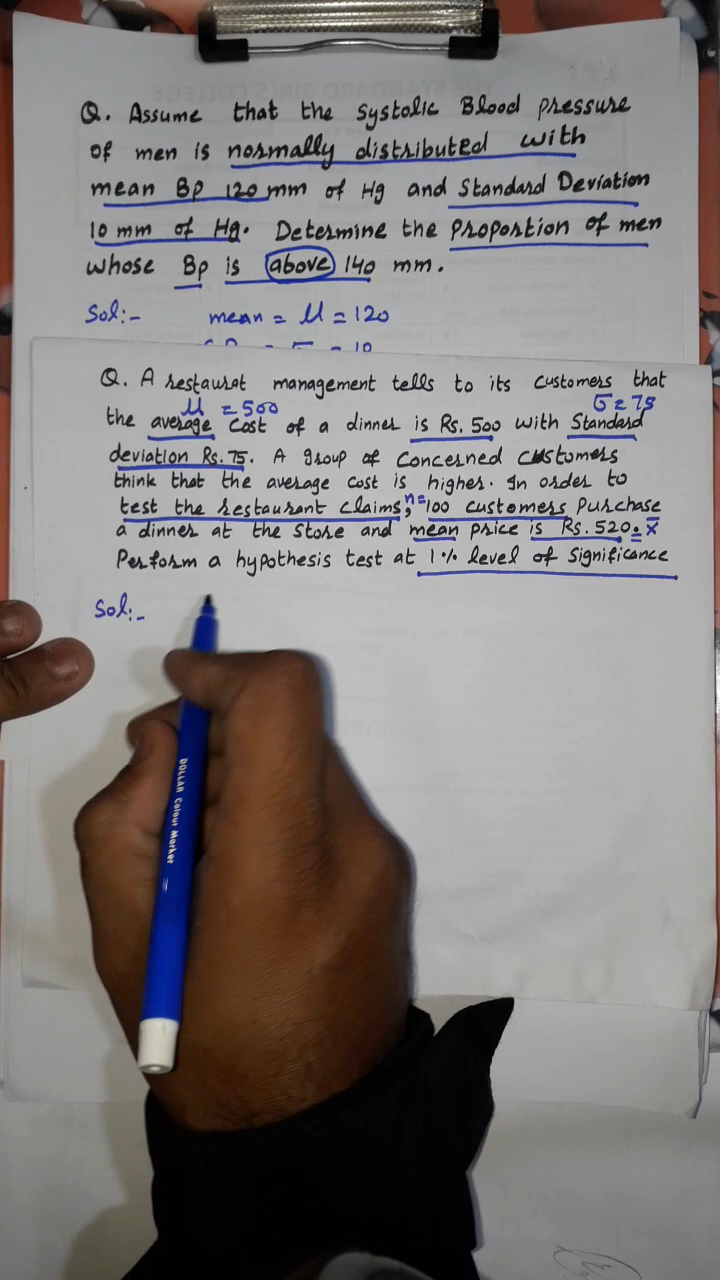 Q. Assume that the Systolic Blood pressure
of men is normally distributed with
mean Bp 120 mm of Hg and Standard Deviation
10 mm of Hg. Determine the proportion of men
whose Bp is above 140 mm.
Sol:- mean = μ = 120
Q. A restaurat management tells to its customers that
μ = 500 σ = 75
the average cost of a dinner is Rs. 500 with Standard
deviation Rs. 75. A group of concerned customers
think that the average cost is higher. In order to
test the restaurant claims, n= 100 customers purchase
a dinner at the store and mean price is Rs. 520. = x̄
Perform a hypothesis test at 1% level of Significance
Sol:-
DOLLAR Colour Marker